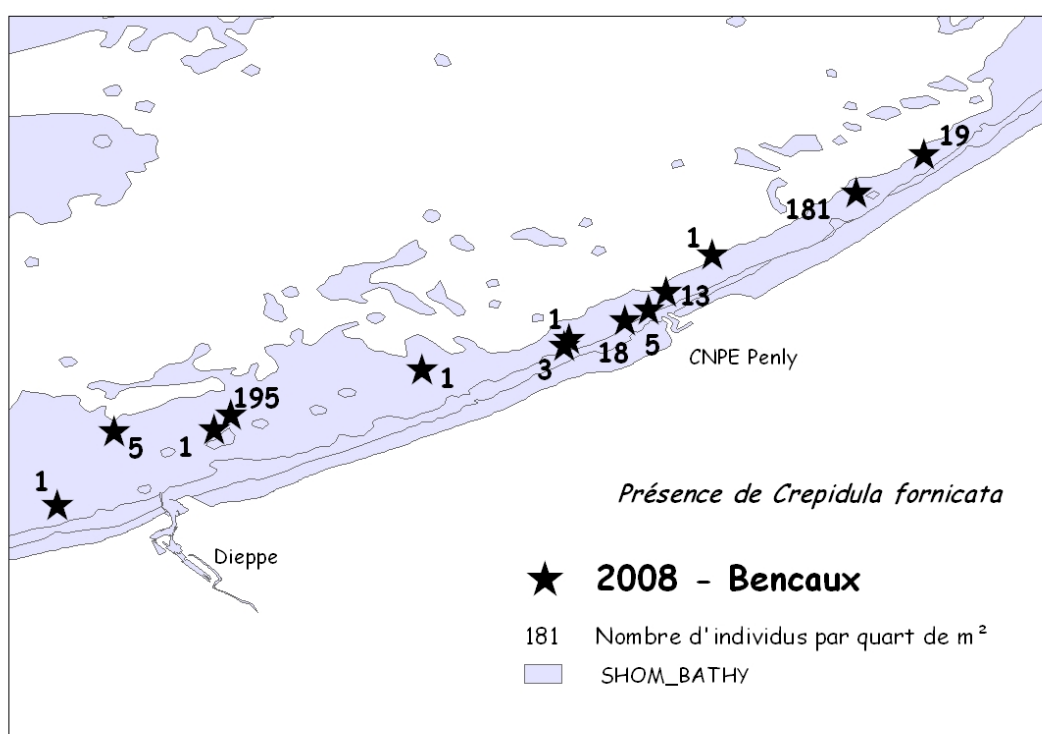 19
181
1
13
1
18
5
3
CNPE Penly
1
195
5
1
1
Présence de Crepidula fornicata
Dieppe
2008 - Bencaux
181 Nombre d'individus par quart de m²
SHOM_BATHY